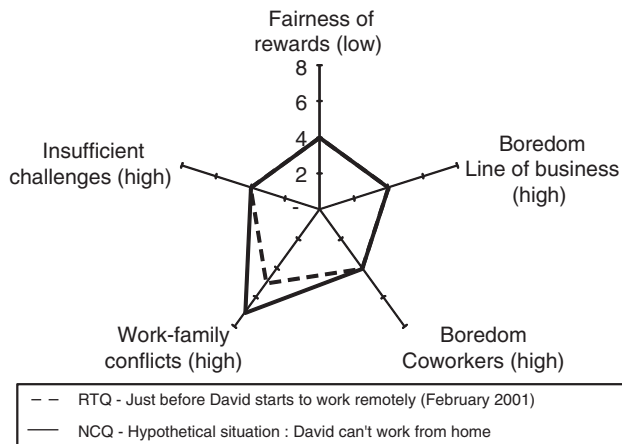 Fairness of
rewards (low)
8
6
4
2
-
Insufficient
challenges (high)
Boredom
Line of business
(high)
Work-family
conflicts (high)
Boredom
Coworkers (high)
RTQ - Just before David starts to work remotely (February 2001)
NCQ - Hypothetical situation : David can't work from home